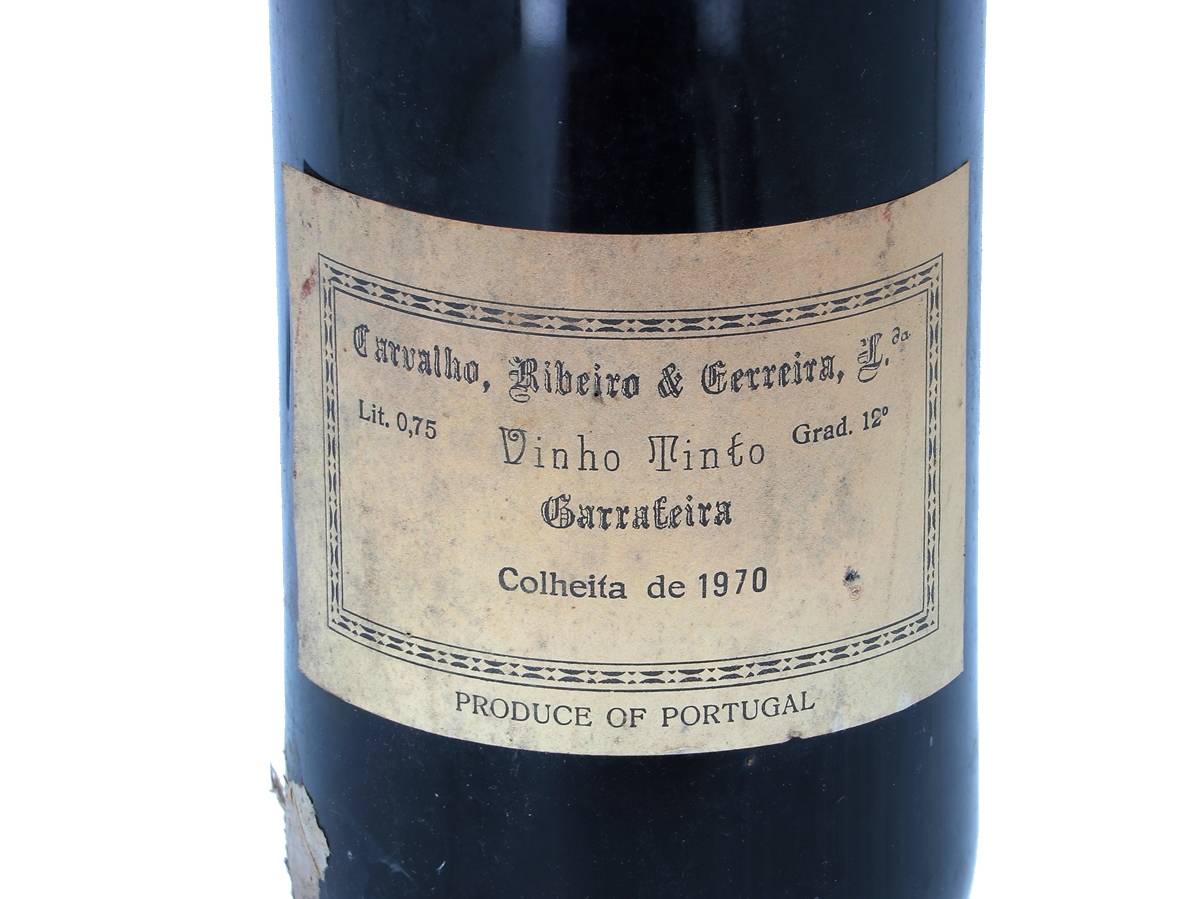 Carvalho, Ribeiro & Ferreira, L.da
Lit. 0,75
Vinho Tinto
Grad. 12º
Garrafeira
Colheita de 1970
PRODUCE OF PORTUGAL